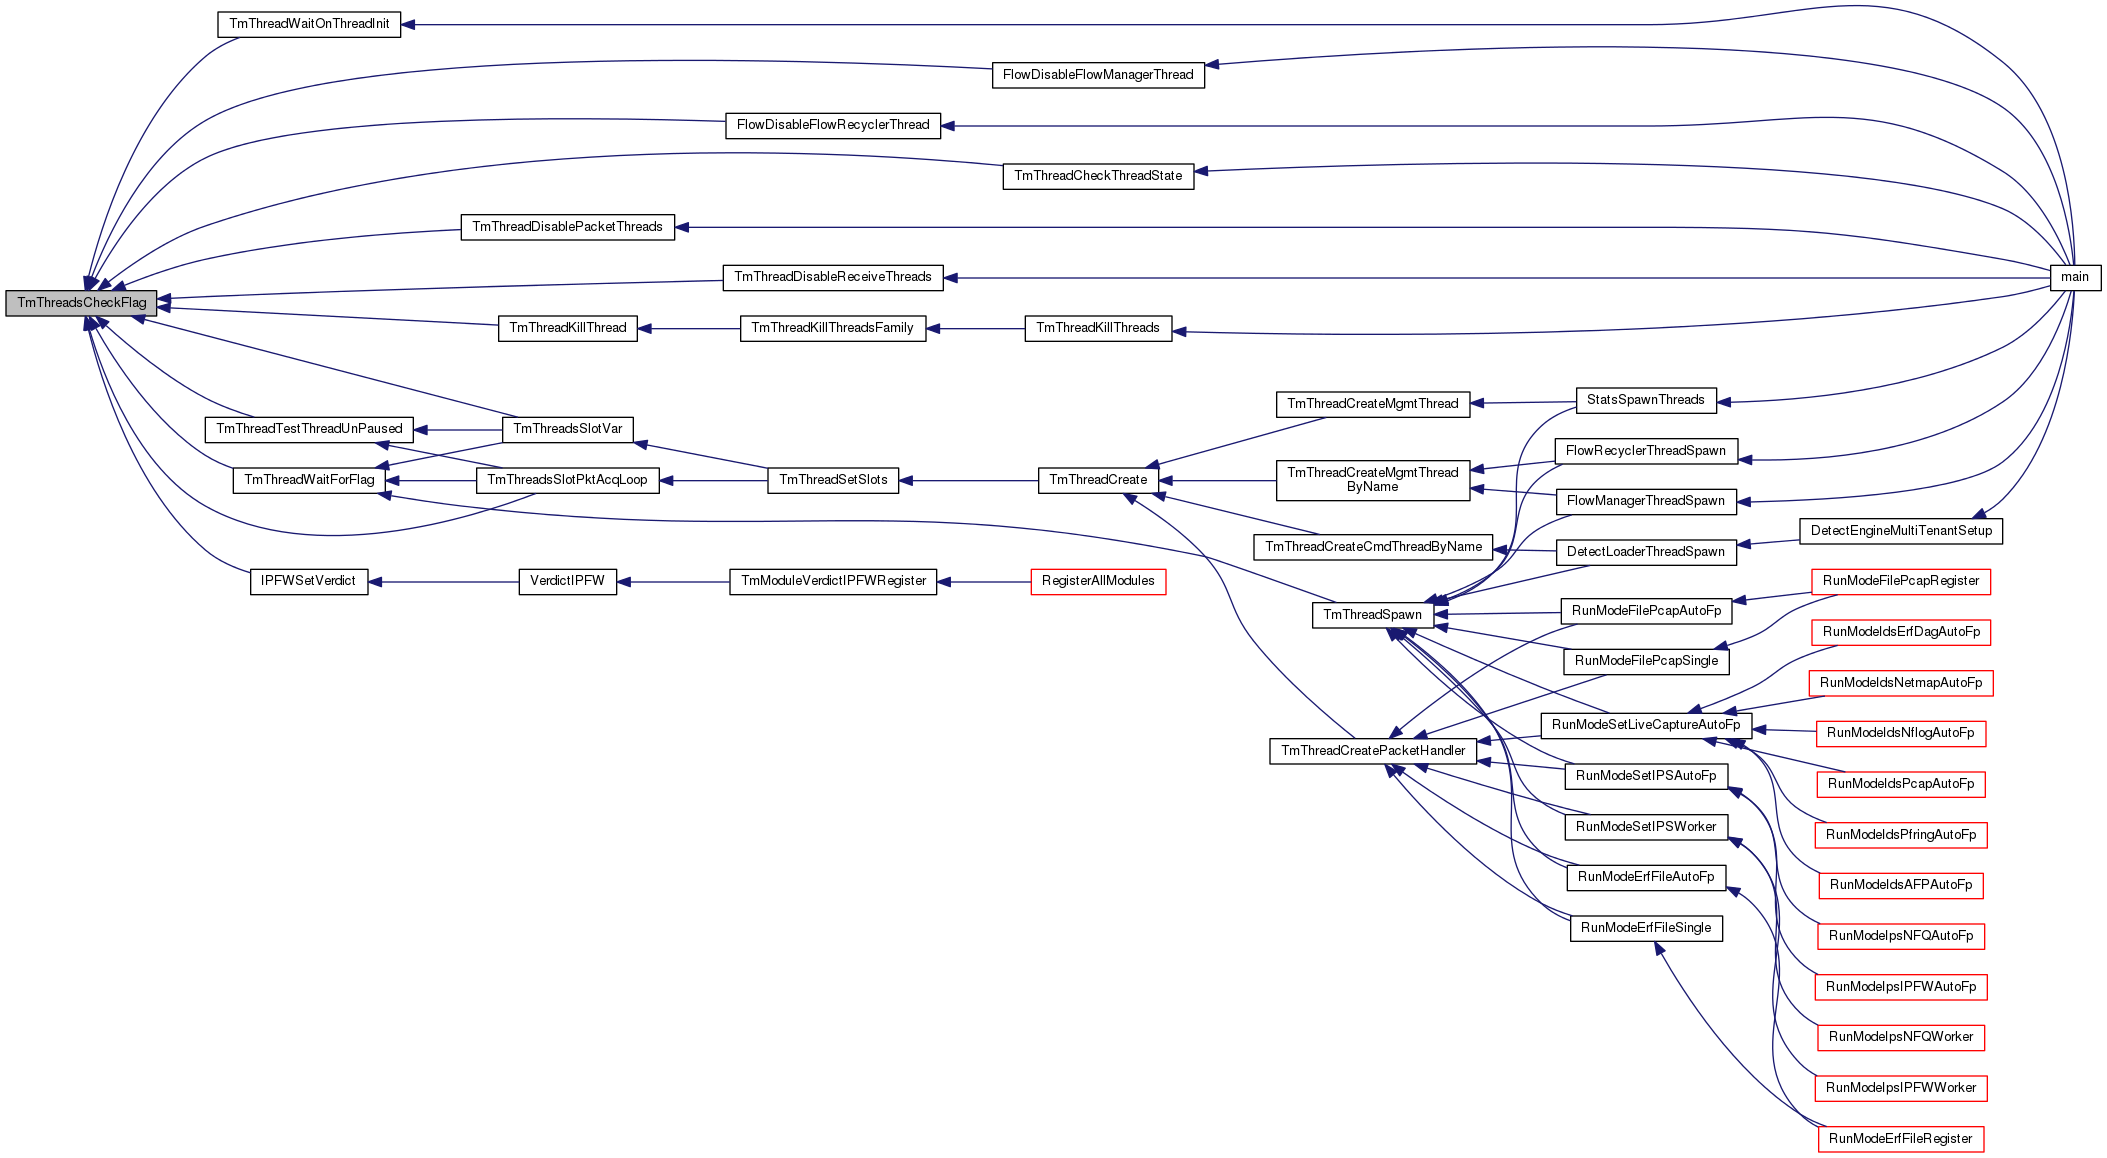 TmThreadWaitOnThreadInit
FlowDisableFlowManagerThread
FlowDisableFlowRecyclerThread
TmThreadCheckThreadState
TmThreadDisablePacketThreads
TmThreadDisableReceiveThreads
main
TmThreadsCheckFlag
TmThreadKillThread
TmThreadKillThreadsFamily
TmThreadKillThreads
TmThreadCreateMgmtThread
StatsSpawnThreads
TmThreadTestThreadUnPaused
TmThreadsSlotVar
FlowRecyclerThreadSpawn
TmThreadWaitForFlag
TmThreadsSlotPktAcqLoop
TmThreadSetSlots
TmThreadCreate
TmThreadCreateMgmtThread
ByName
FlowManagerThreadSpawn
DetectEngineMultiTenantSetup
TmThreadCreateCmdThreadByName
DetectLoaderThreadSpawn
IPFWSetVerdict
VerdictIPFW
TmModuleVerdictIPFWRegister
RegisterAllModules
RunModeFilePcapRegister
TmThreadSpawn
RunModeFilePcapAutoFp
RunModeIdsErfDagAutoFp
RunModeFilePcapSingle
RunModeIdsNetmapAutoFp
RunModeSetLiveCaptureAutoFp
RunModeIdsNflogAutoFp
TmThreadCreatePacketHandler
RunModeSetIPSAutoFp
RunModeIdsPcapAutoFp
RunModeSetIPSWorker
RunModeIdsPfringAutoFp
RunModeErfFileAutoFp
RunModeIdsAFPAutoFp
RunModeErfFileSingle
RunModeIpsNFQAutoFp
RunModeIpsIPFWAutoFp
RunModeIpsNFQWorker
RunModeIpsIPFWWorker
RunModeErfFileRegister